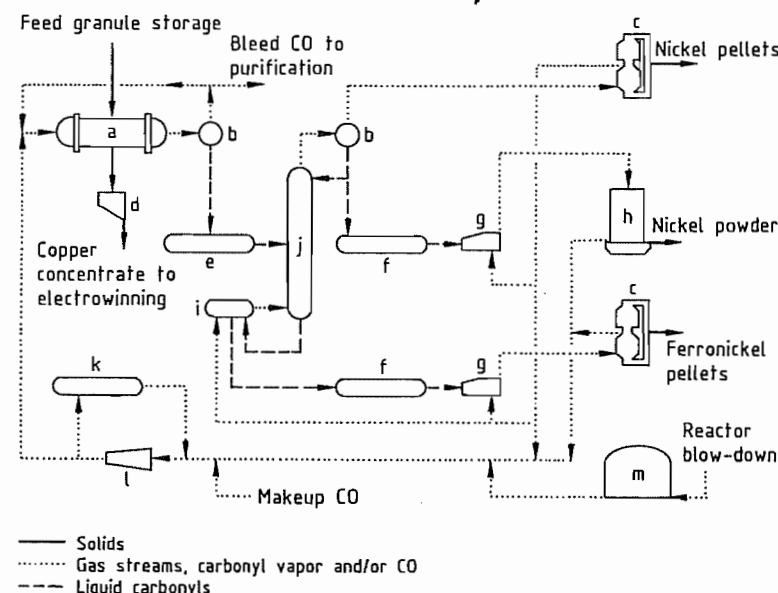 Feed granule storage
Bleed CO to
purification
c
Nickel pellets
a
b
b
d
g
h
Nickel powder
Copper
concentrate to
electrowinning
e
j
f
c
i
Ferronickel
pellets
k
f
g
Reactor
blow-down
l
m
Makeup CO
Solids
Gas streams, carbonyl vapor and/or CO
Liquid carbonyls